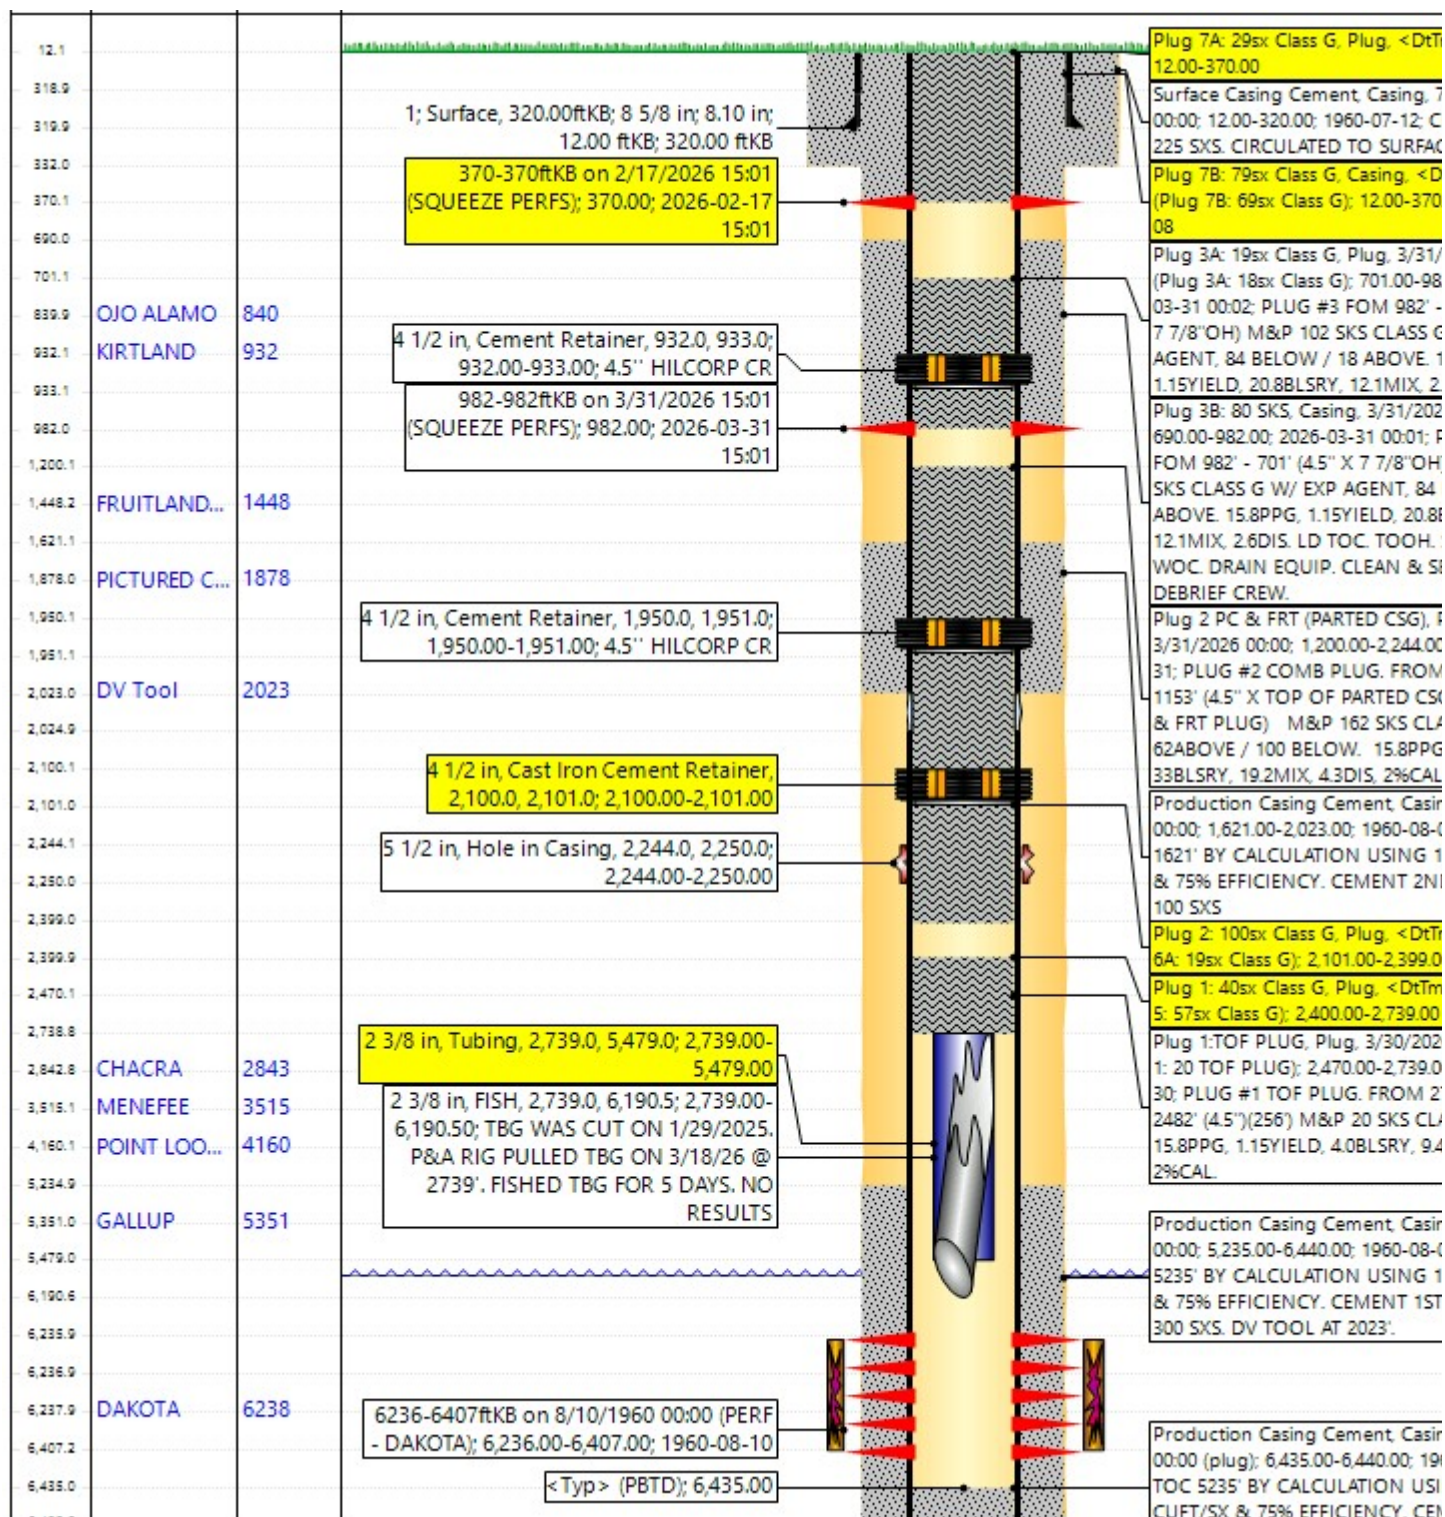 12.1
318.9
319.9
332.0
370.1
690.0
701.1
839.9
932.1
933.1
982.0
1,200.1
1,448.2
1,621.1
1,878.0
1,950.1
1,951.1
2,023.0
2,024.9
2,100.1
2,101.0
2,244.1
2,250.0
2,399.0
2,399.9
2,470.1
2,738.8
2,842.8
3,515.1
4,160.1
5,234.9
5,351.0
5,479.0
6,190.6
6,235.9
6,236.9
6,237.9
6,407.2
6,435.0
OJO ALAMO 840
KIRTLAND 932
FRUITLAND... 1448
PICTURED C... 1878
DV Tool 2023
CHACRA 2843
MENEFEE 3515
POINT LOO... 4160
GALLUP 5351
DAKOTA 6238
1; Surface, 320.00ftKB; 8 5/8 in; 8.10 in;
12.00 ftKB; 320.00 ftKB
370-370ftKB on 2/17/2026 15:01
(SQUEEZE PERFS); 370.00; 2026-02-17
15:01
4 1/2 in, Cement Retainer, 932.0, 933.0;
932.00-933.00; 4.5'' HILCORP CR
982-982ftKB on 3/31/2026 15:01
(SQUEEZE PERFS); 982.00; 2026-03-31
15:01
4 1/2 in, Cement Retainer, 1,950.0, 1,951.0;
1,950.00-1,951.00; 4.5'' HILCORP CR
4 1/2 in, Cast Iron Cement Retainer,
2,100.0, 2,101.0; 2,100.00-2,101.00
5 1/2 in, Hole in Casing, 2,244.0, 2,250.0;
2,244.00-2,250.00
2 3/8 in, Tubing, 2,739.0, 5,479.0; 2,739.00-
5,479.00
2 3/8 in, FISH, 2,739.0, 6,190.5; 2,739.00-
6,190.50; TBG WAS CUT ON 1/29/2025.
P&A RIG PULLED TBG ON 3/18/26 @
2739'. FISHED TBG FOR 5 DAYS. NO
RESULTS
6236-6407ftKB on 8/10/1960 00:00 (PERF
- DAKOTA); 6,236.00-6,407.00; 1960-08-10
<Typ> (PBTD); 6,435.00
Plug 7A: 29sx Class G, Plug, <DtTm
12.00-370.00
Surface Casing Cement, Casing, 7
00:00; 12.00-320.00; 1960-07-12; C
225 SXS. CIRCULATED TO SURFAC
Plug 7B: 79sx Class G, Casing, <D
(Plug 7B: 69sx Class G); 12.00-370.
08
Plug 3A: 19sx Class G, Plug, 3/31/
(Plug 3A: 18sx Class G); 701.00-98
03-31 00:02; PLUG #3 FOM 982' -
7 7/8"OH) M&P 102 SKS CLASS G
AGENT, 84 BELOW / 18 ABOVE. 1
1.15YIELD, 20.8BLSRY, 12.1MIX, 2.
Plug 3B: 80 SKS, Casing, 3/31/202
690.00-982.00; 2026-03-31 00:01; P
FOM 982' - 701' (4.5" X 7 7/8"OH)
SKS CLASS G W/ EXP AGENT, 84
ABOVE. 15.8PPG, 1.15YIELD, 20.8B
12.1MIX, 2.6DIS. LD TOC. TOOH.
WOC. DRAIN EQUIP. CLEAN & SE
DEBRIEF CREW.
Plug 2 PC & FRT (PARTED CSG), P
3/31/2026 00:00; 1,200.00-2,244.00
31; PLUG #2 COMB PLUG. FROM
1153' (4.5" X TOP OF PARTED CSG
& FRT PLUG) M&P 162 SKS CLA
62ABOVE / 100 BELOW. 15.8PPG
33BLSRY, 19.2MIX, 4.3DIS, 2%CAL
Production Casing Cement, Casin
00:00; 1,621.00-2,023.00; 1960-08-0
1621' BY CALCULATION USING 1
& 75% EFFICIENCY. CEMENT 2NI
100 SXS
Plug 2: 100sx Class G, Plug, <DtTm
6A: 19sx Class G); 2,101.00-2,399.0
Plug 1: 40sx Class G, Plug, <DtTm
5: 57sx Class G); 2,400.00-2,739.00
Plug 1:TOF PLUG, Plug, 3/30/202
1: 20 TOF PLUG); 2,470.00-2,739.0
30; PLUG #1 TOF PLUG. FROM 27
2482' (4.5")(256') M&P 20 SKS CLA
15.8PPG, 1.15YIELD, 4.0BLSRY, 9.4
2%CAL.
Production Casing Cement, Casin
00:00; 5,235.00-6,440.00; 1960-08-0
5235' BY CALCULATION USING 1
& 75% EFFICIENCY. CEMENT 1ST
300 SXS. DV TOOL AT 2023'.
Production Casing Cement, Casin
00:00 (plug); 6,435.00-6,440.00; 196
TOC 5235' BY CALCULATION USI
CUFT/SX & 75% EFFICIENCY. CEM